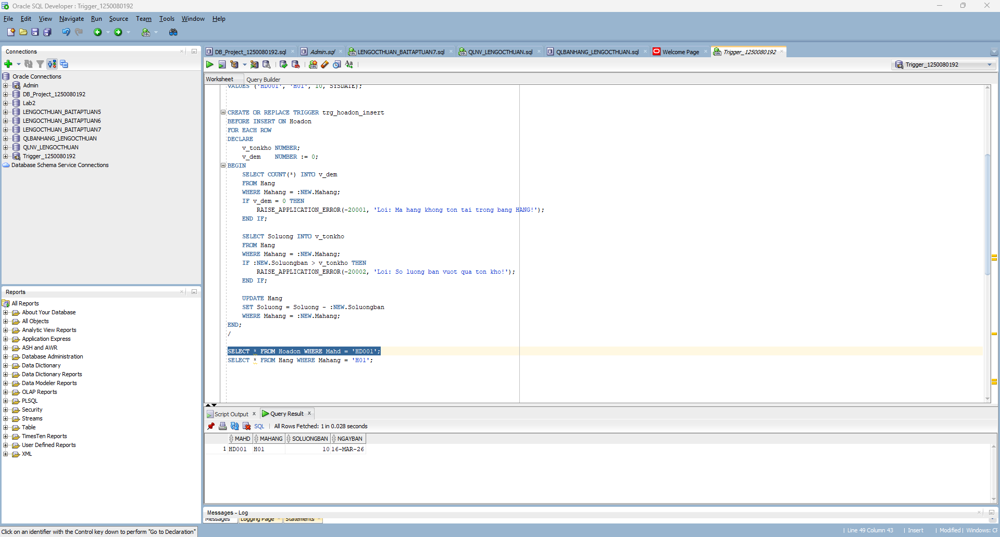 Oracle SQL Developer : Trigger_1250080192
File Edit View Navigate Run Source Team Tools Window Help
Connections
Oracle Connections
Admin
DB_Project_1250080192
Lab2
LENGOCTHUAN_BAITAPTUAN5
LENGOCTHUAN_BAITAPTUAN6
LENGOCTHUAN_BAITAPTUAN7
QLBANHANG_LENGOCTHUAN
QLNV_LENGOCTHUAN
Trigger_1250080192
Database Schema Service Connections
Reports
All Reports
About Your Database
All Objects
Analytic View Reports
Application Express
ASH and AWR
Database Administration
Data Dictionary
Data Dictionary Reports
Data Modeler Reports
OLAP Reports
PLSQL
Security
Streams
Table
TimesTen Reports
User Defined Reports
XML
DB_Project_1250080192.sql Admin.sql LENGOCTHUAN_BAITAPTUAN7.sql QLNV_LENGOCTHUAN.sql QLBANHANG_LENGOCTHUAN.sql Welcome Page Trigger_1250080192
Trigger_1250080192
Worksheet Query Builder
VALUES ('HD001', 'H01', 10, SYSDATE);
CREATE OR REPLACE TRIGGER trg_hoadon_insert
BEFORE INSERT ON Hoadon
FOR EACH ROW
DECLARE
v_tonkho NUMBER;
v_dem NUMBER := 0;
BEGIN
SELECT COUNT(*) INTO v_dem
FROM Hang
WHERE Mahang = :NEW.Mahang;
IF v_dem = 0 THEN
RAISE_APPLICATION_ERROR(-20001, 'Loi: Ma hang khong ton tai trong bang HANG!');
END IF;
SELECT Soluong INTO v_tonkho
FROM Hang
WHERE Mahang = :NEW.Mahang;
IF :NEW.Soluongban > v_tonkho THEN
RAISE_APPLICATION_ERROR(-20002, 'Loi: So luong ban vuot qua ton kho!');
END IF;
UPDATE Hang
SET Soluong = Soluong - :NEW.Soluongban
WHERE Mahang = :NEW.Mahang;
END;
/
SELECT * FROM Hoadon WHERE Mahd = 'HD001';
SELECT * FROM Hang WHERE Mahang = 'H01';
Script Output Query Result
SQL All Rows Fetched: 1 in 0.028 seconds
MAHD MAHANG SOLUONGBAN NGAYBAN
1 HD001 H01 10 16-MAR-26
Messages - Log
Messages Logging Page Statements
Click on an identifier with the Control key down to perform "Go to Declaration"
Line 49 Column 43 Insert Modified Windows: